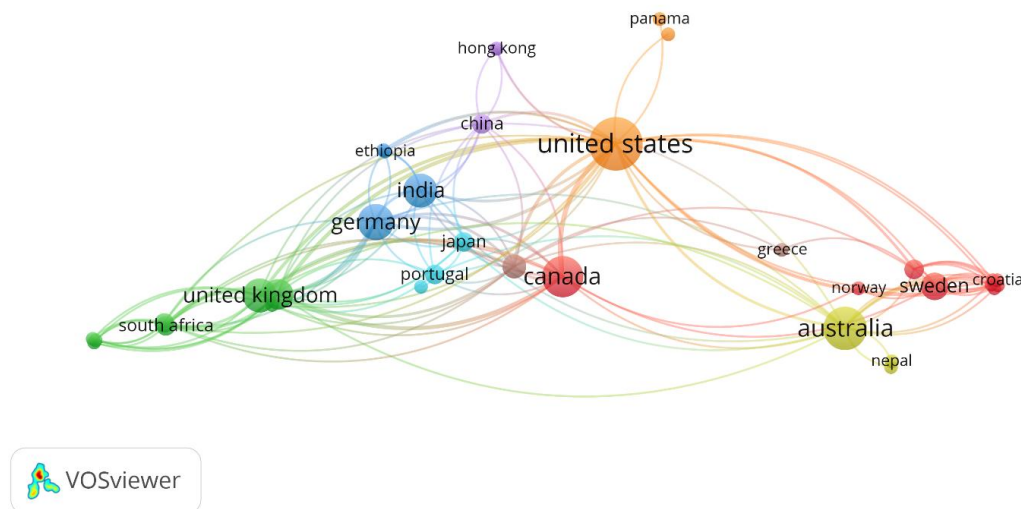 panama
hong kong
china
united states
ethiopia
india
germany
japan
greece
portugal
canada
norway
sweden
croatia
united kingdom
south africa
australia
nepal
VOSviewer